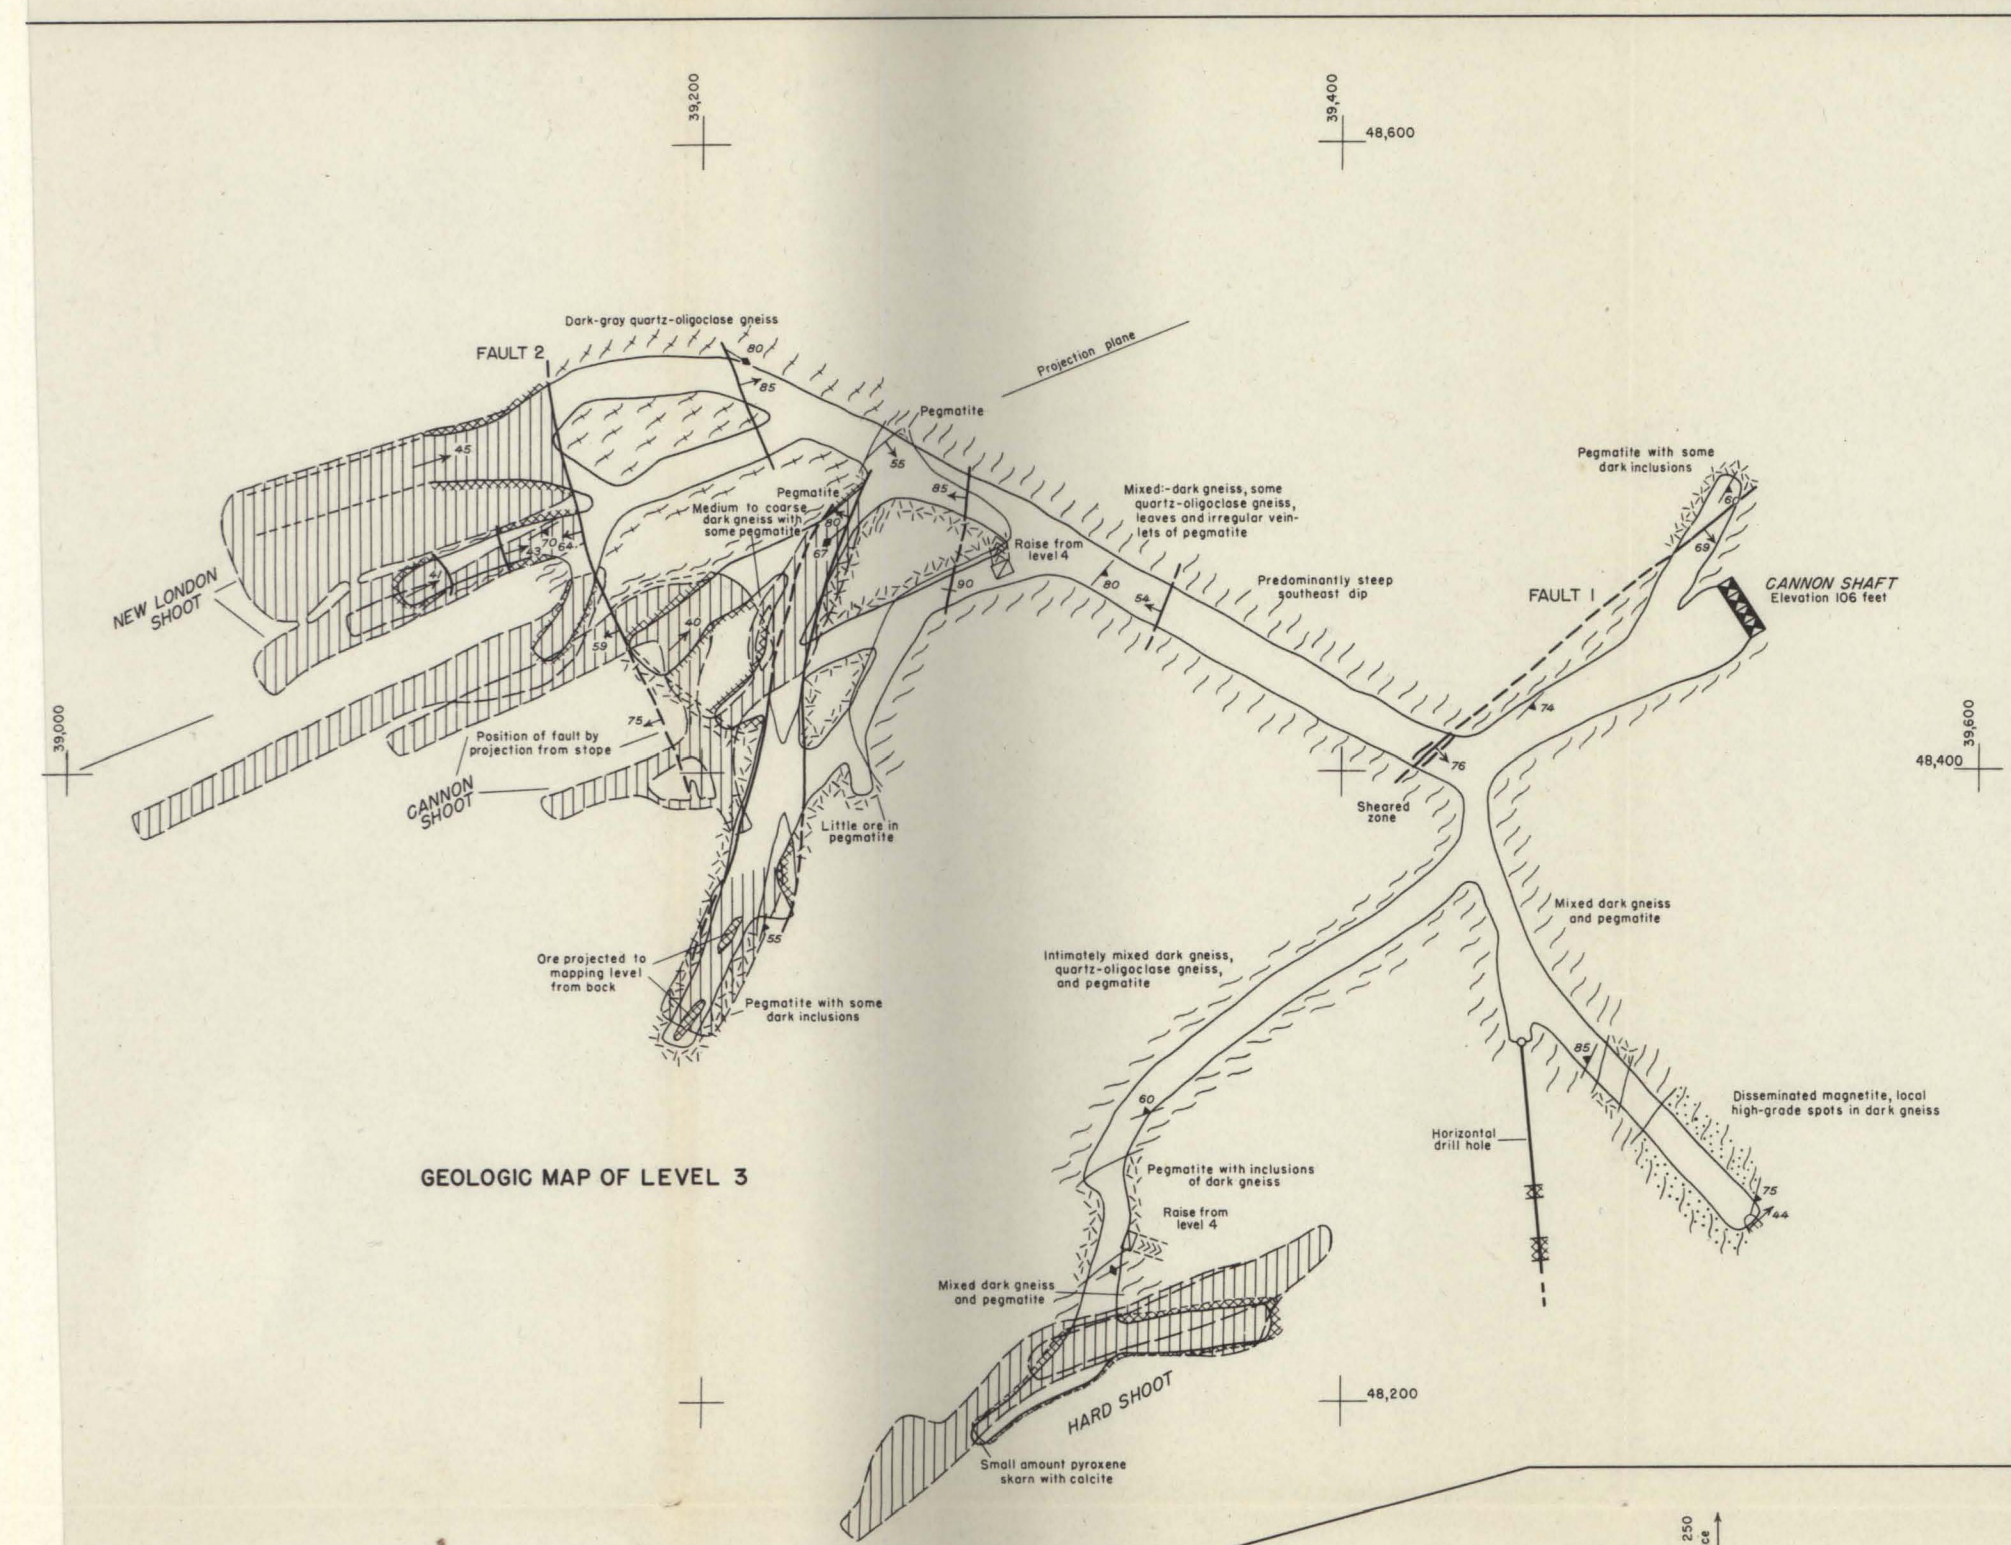 39,200
39,400
48,600
Dark-gray quartz-oligoclase gneiss
FAULT 2
80
85
Projection plane
Pegmatite
55
45
85
Pegmatite
Medium to coarse
dark gneiss with
some pegmatite
80
67
70
64
43
Mixed:-dark gneiss, some
quartz-oligoclase gneiss,
leaves and irregular vein-
lets of pegmatite
Raise from
level 4
90
80
54
Predominantly steep
southeast dip
Pegmatite with some
dark inclusions
69
FAULT 1
CANNON SHAFT
Elevation 106 feet
NEW LONDON
SHOOT
59
40
75
Position of fault by
projection from stope
39,000
CANNON
SHOOT
Little ore in
pegmatite
74
76
Sheared
zone
39,600
48,400
Mixed dark gneiss
and pegmatite
Ore projected to
mapping level
from back
55
Pegmatite with some
dark inclusions
Intimately mixed dark gneiss,
quartz-oligoclase gneiss,
and pegmatite
60
85
Disseminated magnetite, local
high-grade spots in dark gneiss
Horizontal
drill hole
GEOLOGIC MAP OF LEVEL 3
Pegmatite with inclusions
of dark gneiss
Raise from
level 4
75
44
Mixed dark gneiss
and pegmatite
48,200
HARD SHOOT
Small amount pyroxene
skarn with calcite
250